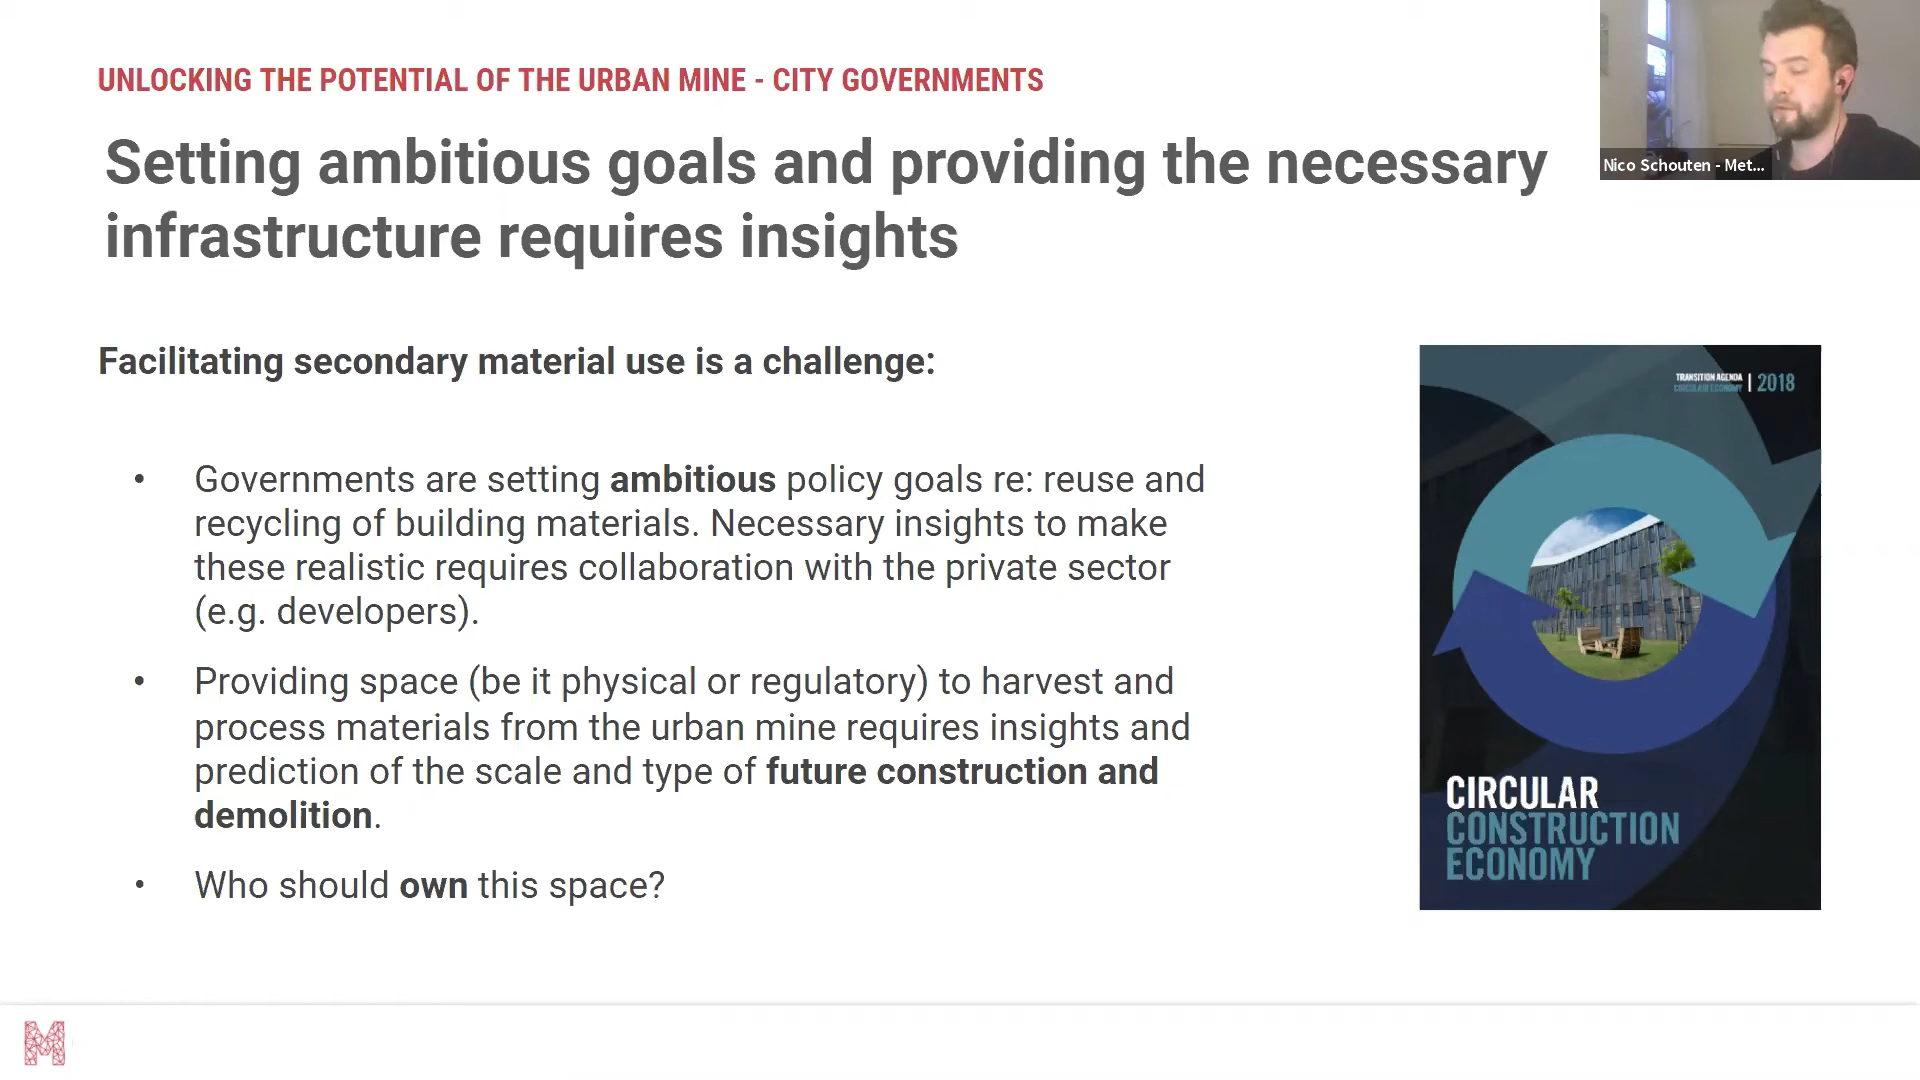 UNLOCKING THE POTENTIAL OF THE URBAN MINE - CITY GOVERNMENTS
Setting ambitious goals and providing the necessary
infrastructure requires insights
Nico Schouten - Met...
Facilitating secondary material use is a challenge:
• Governments are setting ambitious policy goals re: reuse and
recycling of building materials. Necessary insights to make
these realistic requires collaboration with the private sector
(e.g. developers).
• Providing space (be it physical or regulatory) to harvest and
process materials from the urban mine requires insights and
prediction of the scale and type of future construction and
demolition.
• Who should own this space?
TRANSITION AGENDA
CIRCULAR ECONOMY | 2018
CIRCULAR
CONSTRUCTION
ECONOMY
M